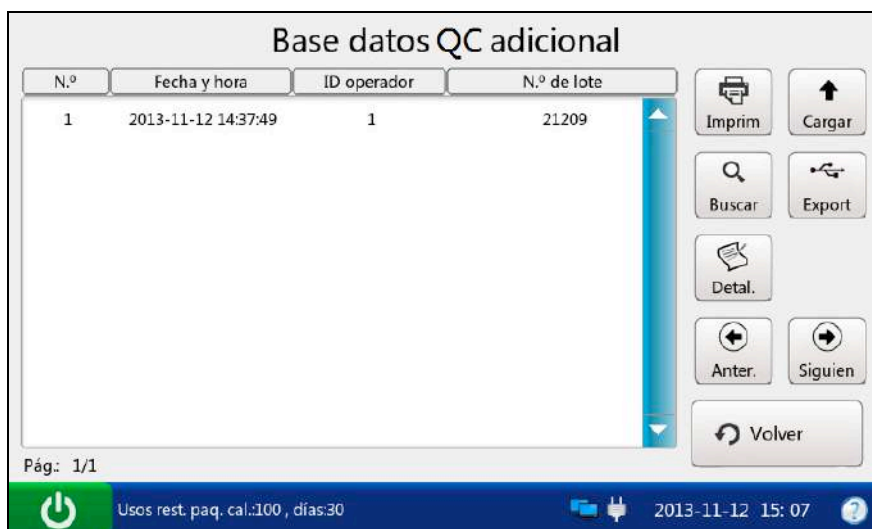 Base datos QC adicional
N.º Fecha y hora ID operador N.º de lote
1 2013-11-12 14:37:49 1 21209
Imprim Cargar
Buscar Export
Detal.
Anter. Siguien
Volver
Pág.: 1/1
Usos rest. paq. cal.:100 , días:30 2013-11-12 15: 07 ?